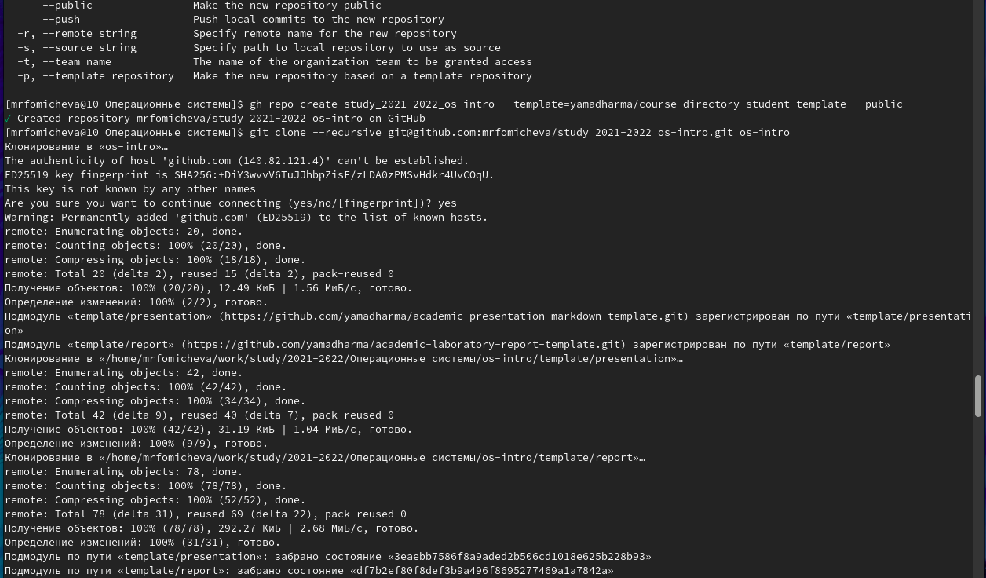 --public Make the new repository public
--push Push local commits to the new repository
-r, --remote string Specify remote name for the new repository
-s, --source string Specify path to local repository to use as source
-t, --team name The name of the organization team to be granted access
-p, --template repository Make the new repository based on a template repository
[mrfomicheva@10 Операционные системы]$ gh repo create study_2021-2022_os-intro --template=yamadharma/course-directory-student-template --public
✓ Created repository mrfomicheva/study_2021-2022_os-intro on GitHub
[mrfomicheva@10 Операционные системы]$ git clone --recursive git@github.com:mrfomicheva/study_2021-2022_os-intro.git os-intro
Клонирование в «os-intro»…
The authenticity of host 'github.com (140.82.121.4)' can't be established.
ED25519 key fingerprint is SHA256:+DiY3wvvV6TuJJhbpZisF/zLDA0zPMSvHdkr4UvCOqU.
This key is not known by any other names
Are you sure you want to continue connecting (yes/no/[fingerprint])? yes
Warning: Permanently added 'github.com' (ED25519) to the list of known hosts.
remote: Enumerating objects: 20, done.
remote: Counting objects: 100% (20/20), done.
remote: Compressing objects: 100% (18/18), done.
remote: Total 20 (delta 2), reused 15 (delta 2), pack-reused 0
Получение объектов: 100% (20/20), 12.49 КиБ | 1.56 МиБ/с, готово.
Определение изменений: 100% (2/2), готово.
Подмодуль «template/presentation» (https://github.com/yamadharma/academic-presentation-markdown-template.git) зарегистрирован по пути «template/presentati
on»
Подмодуль «template/report» (https://github.com/yamadharma/academic-laboratory-report-template.git) зарегистрирован по пути «template/report»
Клонирование в «/home/mrfomicheva/work/study/2021-2022/Операционные системы/os-intro/template/presentation»…
remote: Enumerating objects: 42, done.
remote: Counting objects: 100% (42/42), done.
remote: Compressing objects: 100% (34/34), done.
remote: Total 42 (delta 9), reused 40 (delta 7), pack-reused 0
Получение объектов: 100% (42/42), 31.19 КиБ | 1.04 МиБ/с, готово.
Определение изменений: 100% (9/9), готово.
Клонирование в «/home/mrfomicheva/work/study/2021-2022/Операционные системы/os-intro/template/report»…
remote: Enumerating objects: 78, done.
remote: Counting objects: 100% (78/78), done.
remote: Compressing objects: 100% (52/52), done.
remote: Total 78 (delta 31), reused 69 (delta 22), pack-reused 0
Получение объектов: 100% (78/78), 292.27 КиБ | 2.68 МиБ/с, готово.
Определение изменений: 100% (31/31), готово.
Подмодуль по пути «template/presentation»: забрано состояние «3eaebb7586f8a9aded2b506cd1018e625b228b93»
Подмодуль по пути «template/report»: забрано состояние «df7b2ef80f8def3b9a496f8695277469a1a7842a»